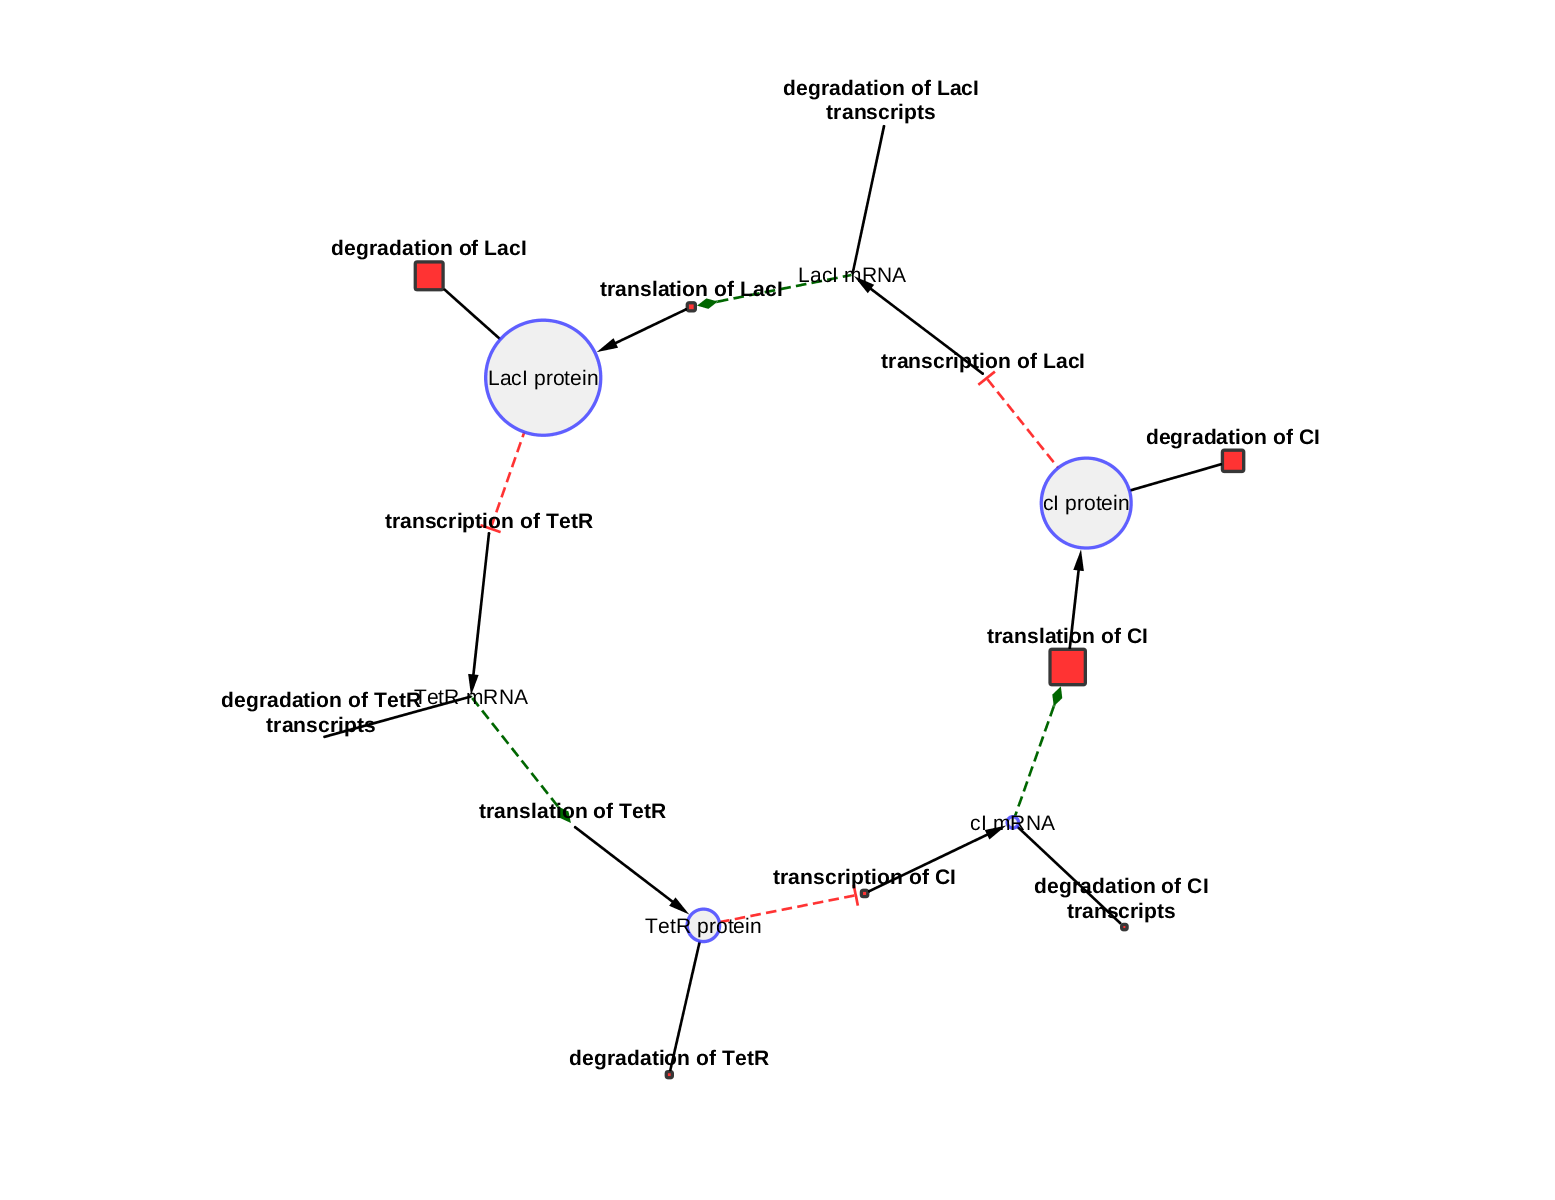 degradation of LacI
transcripts
degradation of LacI
LacI mRNA
translation of LacI
transcription of LacI
LacI protein
degradation of CI
cI protein
transcription of TetR
translation of CI
degradation of TetR
transcripts
TetR mRNA
translation of TetR
cI mRNA
transcription of CI
degradation of CI
transcripts
TetR protein
degradation of TetR